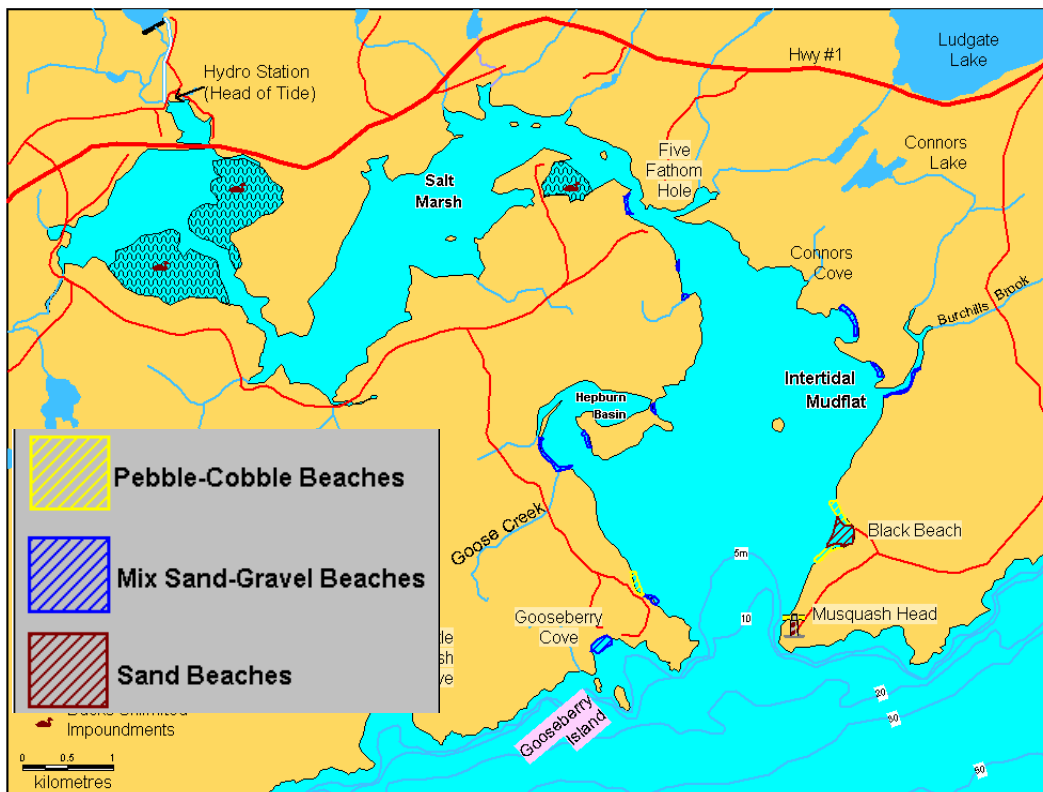 Ludgate
Lake
Hwy #1
Hydro Station
(Head of Tide)
Connors
Lake
Five
Fathom
Hole
Salt
Marsh
Connors
Cove
Burchills Brook
Intertidal
Mudflat
Hepburn
Basin
Pebble-Cobble Beaches
Goose Creek
Black Beach
5m
Mix Sand-Gravel Beaches
10
Musquash Head
Gooseberry
Cove
Sand Beaches
20
Gooseberry
Island
Unlimited
Impoundments
0 0.5 1
kilometres